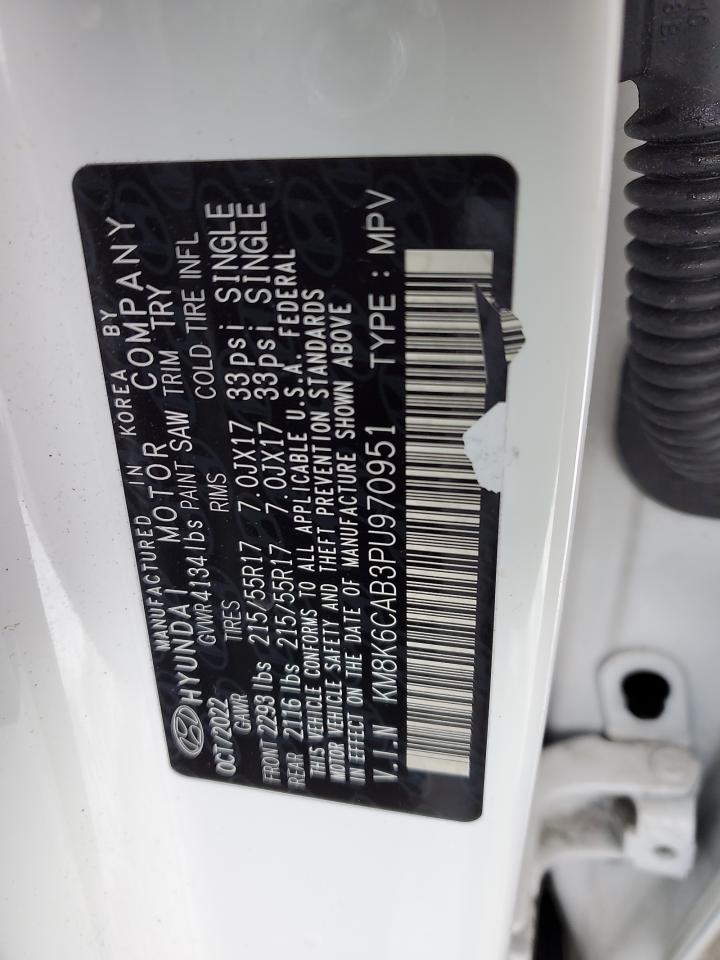 MANUFACTURED IN KOREA BY
HYUNDAI MOTOR COMPANY
OCT/2022 GVWR 4134 lbs PAINT SAW TRIM TRY
GAWR TIRES RIMS COLD TIRE INFL
FRONT 2293 lbs 215/55R17 7.0JX17 33psi SINGLE
REAR 2116 lbs 215/55R17 7.0JX17 33psi SINGLE
THIS VEHICLE CONFORMS TO ALL APPLICABLE U.S.A. FEDERAL
MOTOR VEHICLE SAFETY AND THEFT PREVENTION STANDARDS
IN EFFECT ON THE DATE OF MANUFACTURE SHOWN ABOVE
V.I.N KM8K6CAB3PU970951 TYPE : MPV